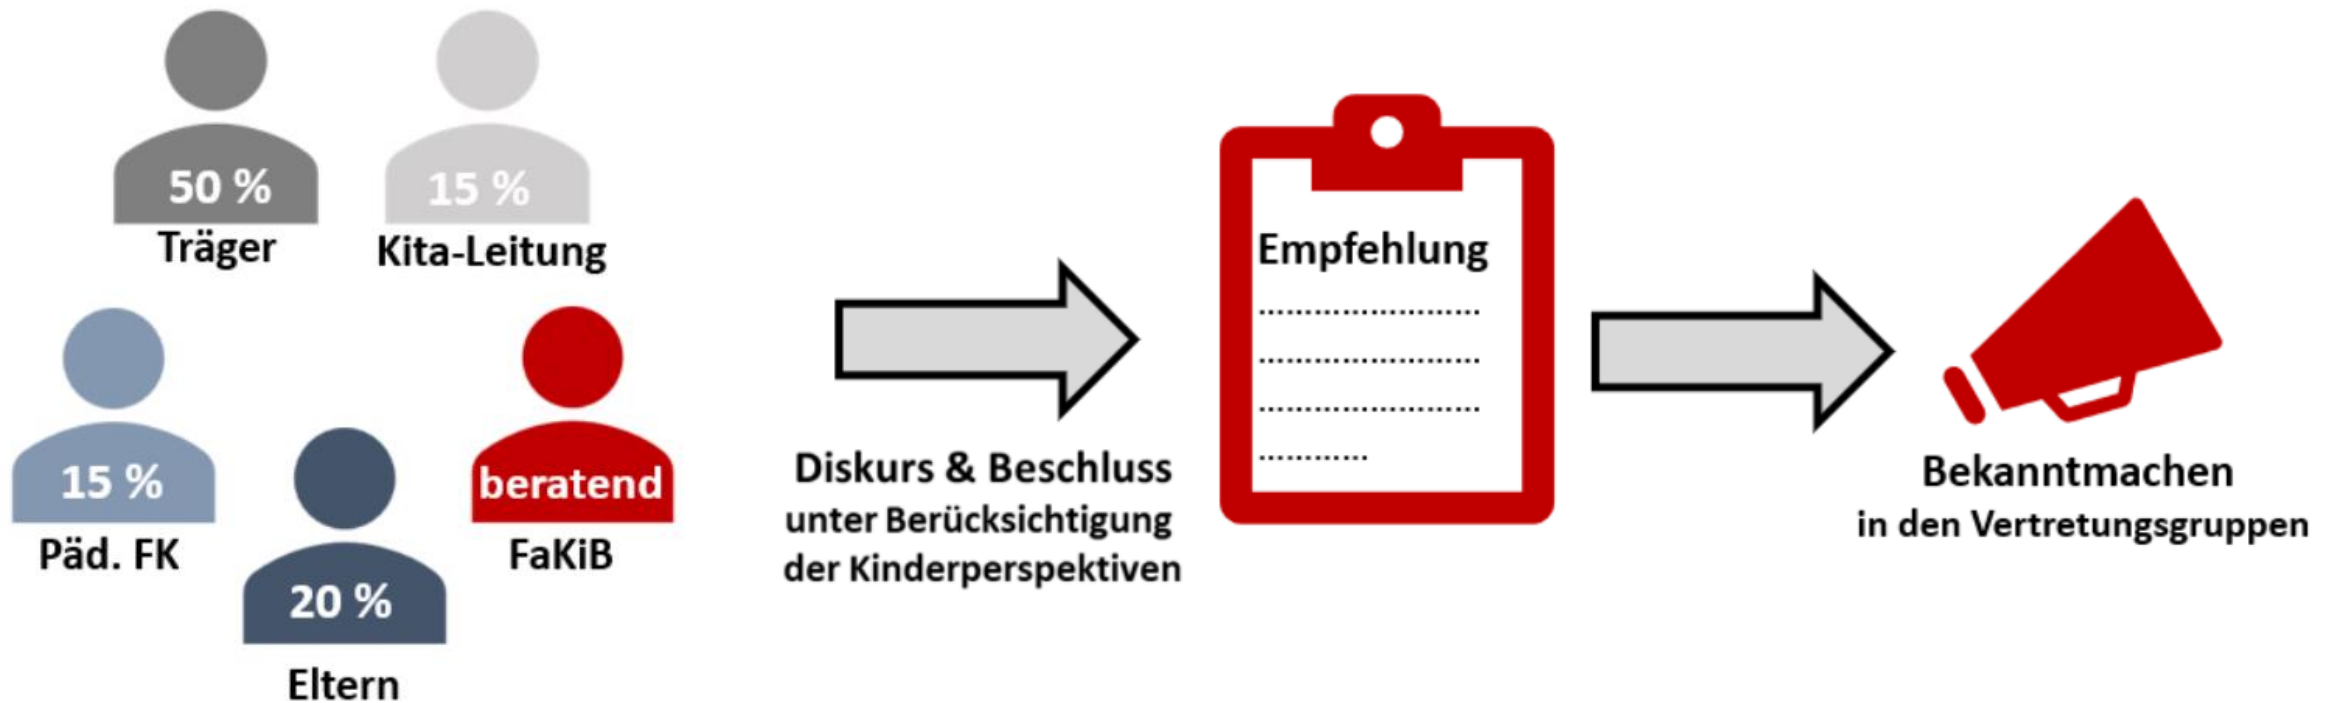 50 %
Träger
15 %
Kita-Leitung
15 %
Päd. FK
20 %
Eltern
beratend
FaKiB
Diskurs & Beschluss
unter Berücksichtigung
der Kinderperspektiven
Empfehlung
Bekanntmachen
in den Vertretungsgruppen